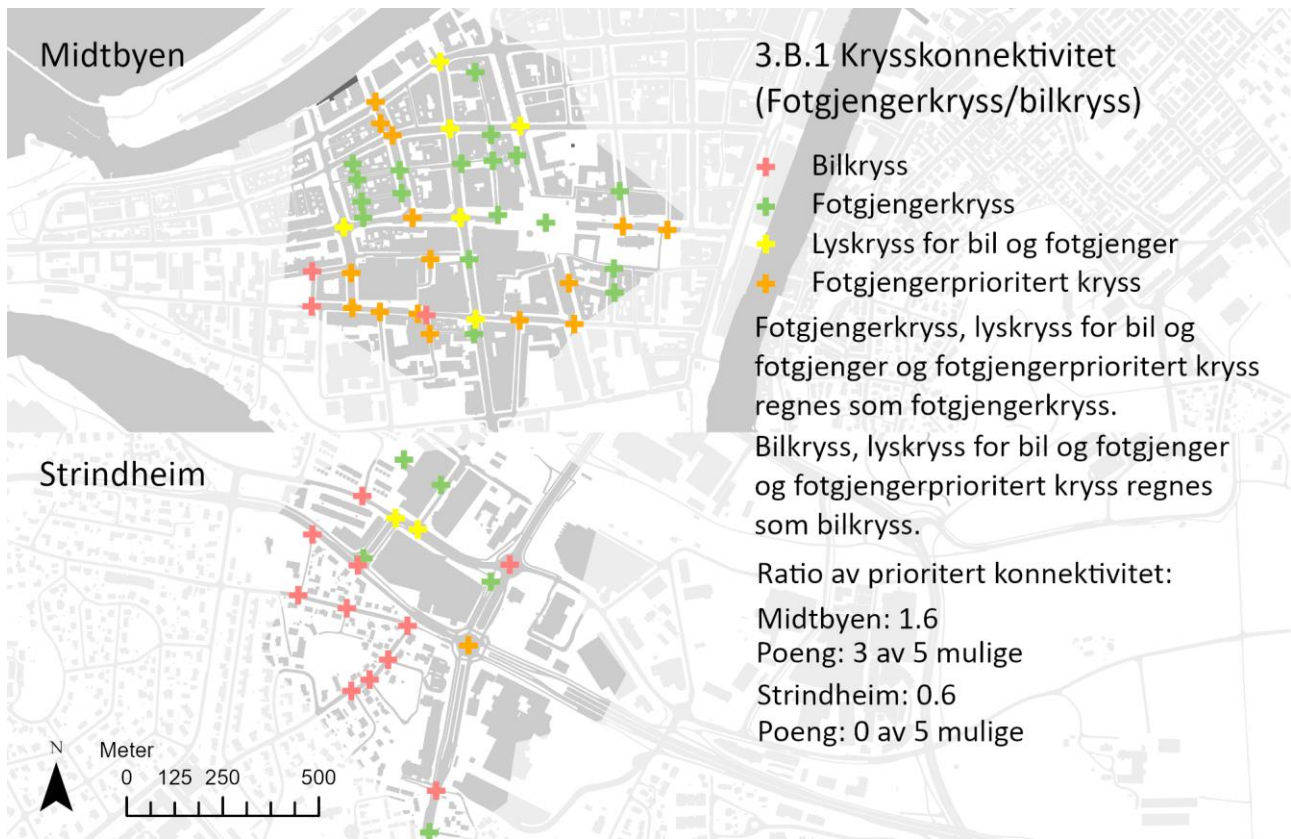 Midtbyen
3.B.1 Krysskonnektivitet
(Fotgjengerkryss/bilkryss)
Bilkryss
Fotgjengerkryss
Lyskryss for bil og fotgjenger
Fotgjengerprioritert kryss
Fotgjengerkryss, lyskryss for bil og
fotgjenger og fotgjengerprioritert kryss
regnes som fotgjengerkryss.
Bilkryss, lyskryss for bil og fotgjenger
og fotgjengerprioritert kryss regnes
som bilkryss.
Ratio av prioritert konnektivitet:
Midtbyen: 1.6
Poeng: 3 av 5 mulige
Strindheim: 0.6
Poeng: 0 av 5 mulige
Strindheim
N
Meter
0 125 250 500